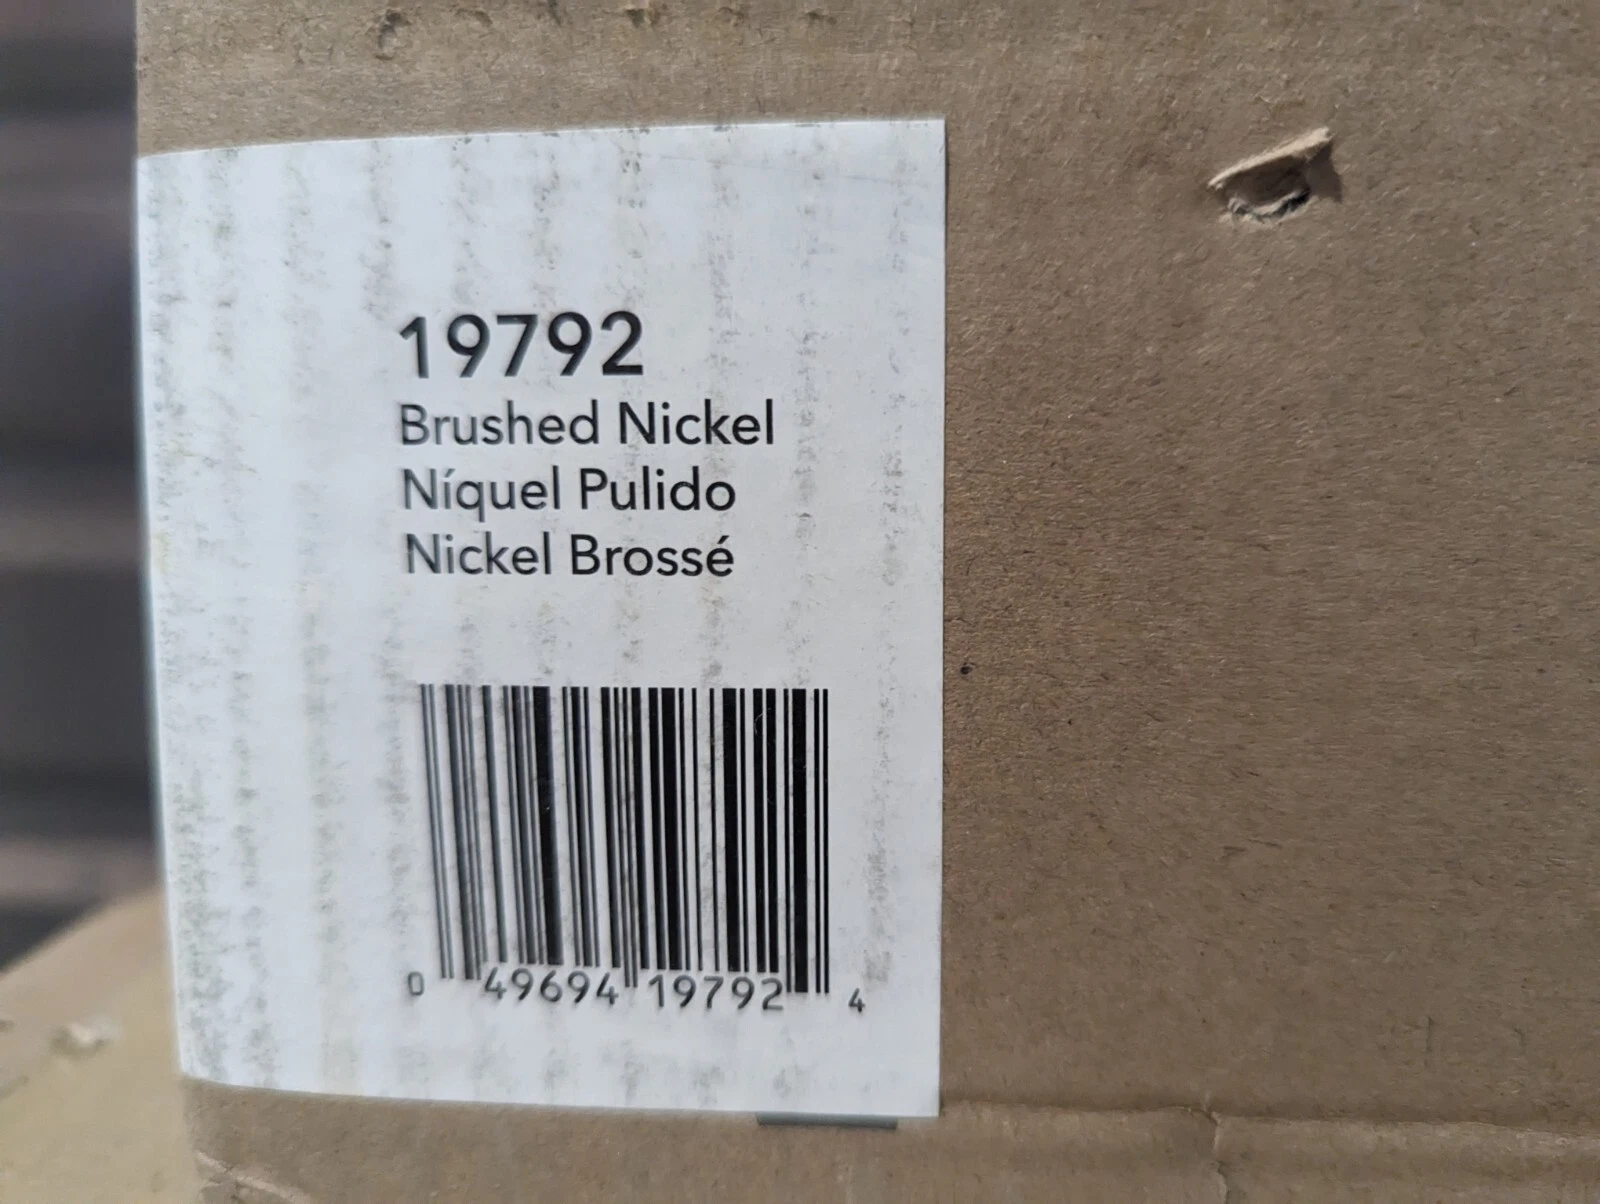 19792
Brushed Nickel
Níquel Pulido
Nickel Brossé
0 49694 19792 4